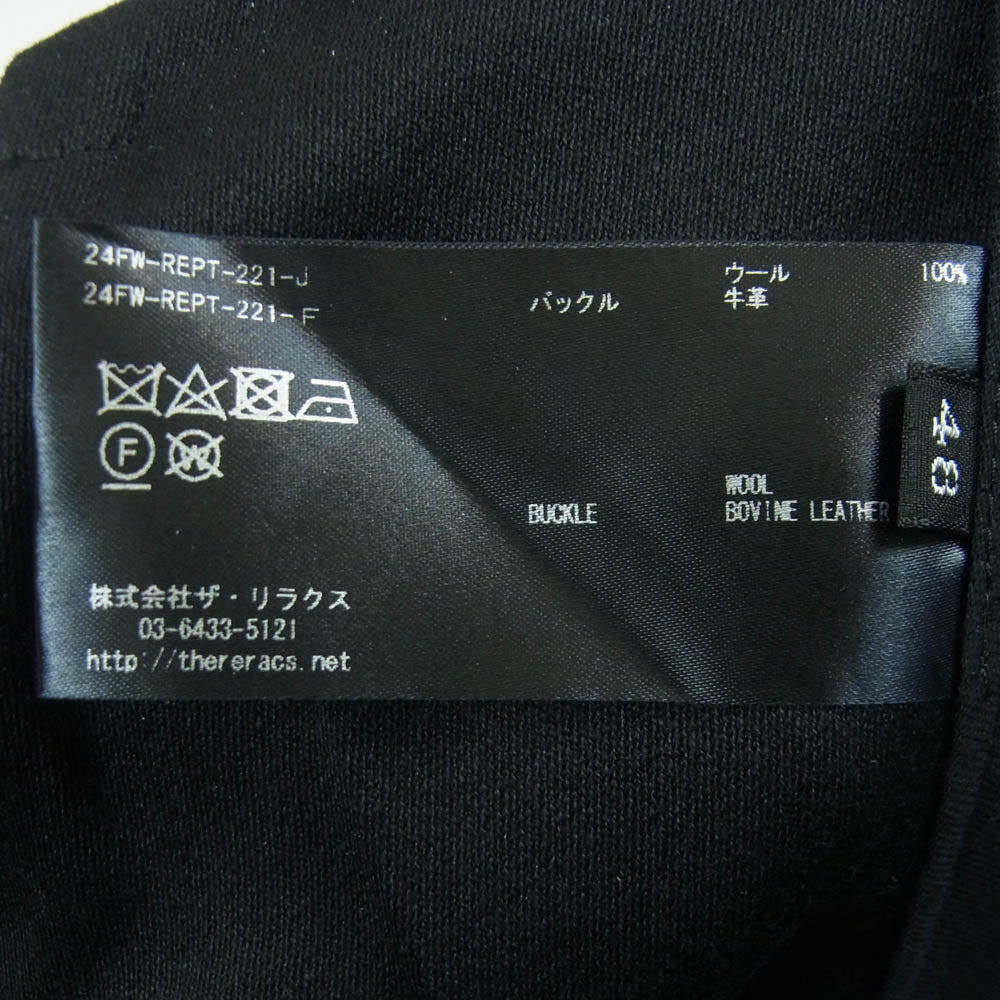 24FW-REPT-221-J
24FW-REPT-221-F
ウール 100%
バックル 牛革
F
W
WOOL
BUCKLE BOVINE LEATHER
株式会社ザ・リラクス
03-6433-5121
http://thereracs.net